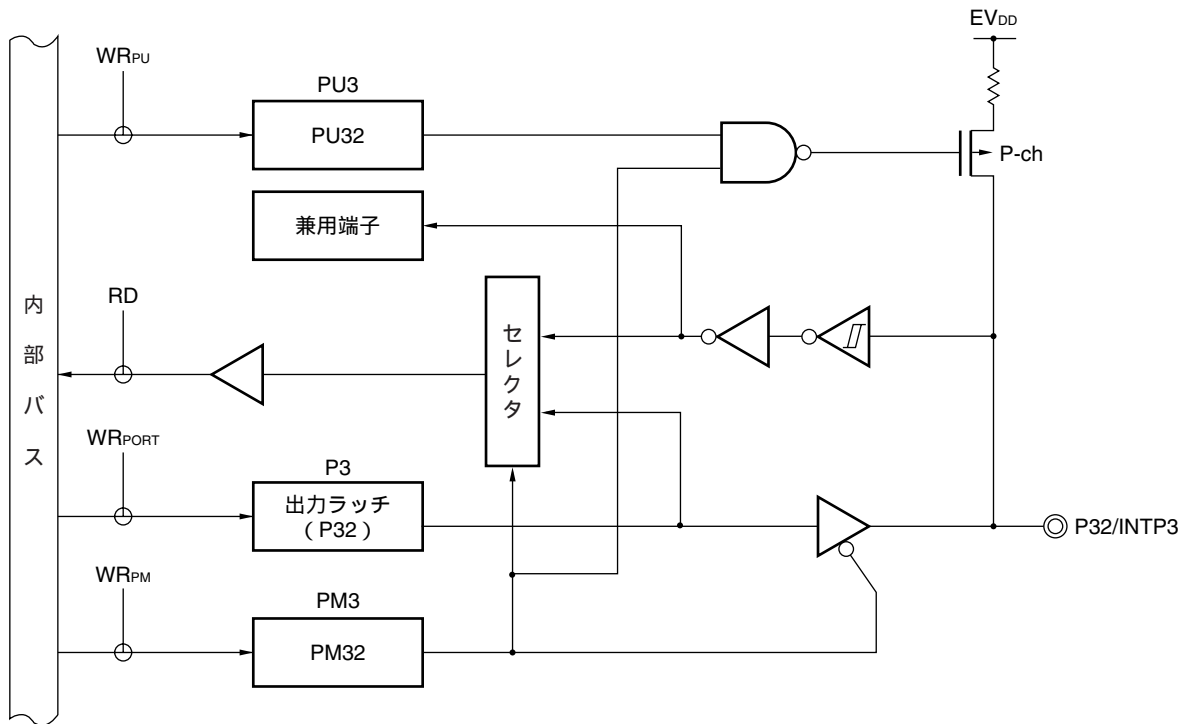 EVDD
WRPU
PU3
PU32
P-ch
兼用端子
内部バス
RD
セレクタ
WRPORT
P3
出力ラッチ
(P32)
P32/INTP3
WRPM
PM3
PM32